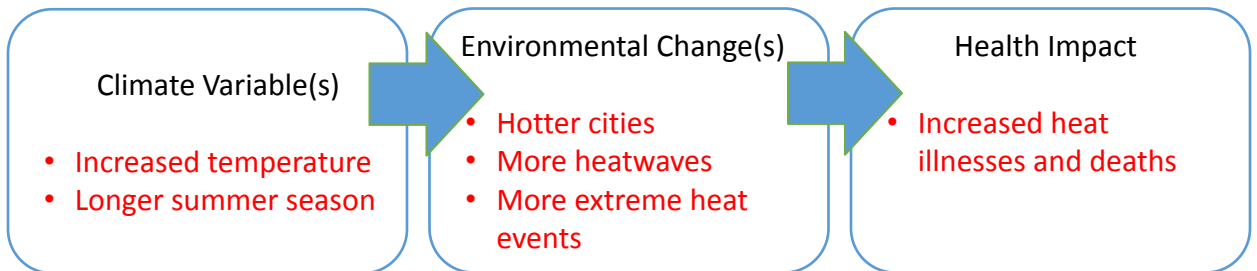 Climate Variable(s)
• Increased temperature
• Longer summer season
Environmental Change(s)
• Hotter cities
• More heatwaves
• More extreme heat
events
Health Impact
• Increased heat
illnesses and deaths